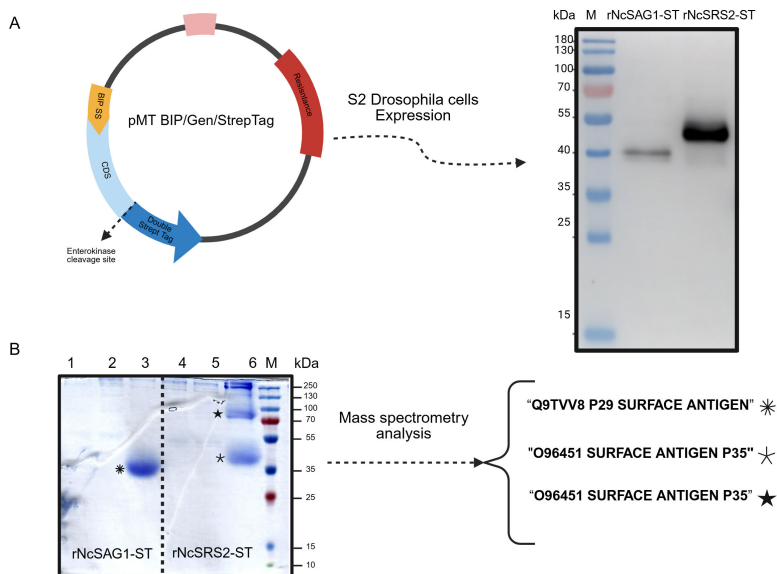 A
kDa M rNcSAG1-ST rNcSRS2-ST
180
130
100
70
55
40
35
25
15
Resisntance
BIP SS
pMT BIP/Gen/StrepTag
CDS
Double
Strept Tag
Enterokinase
cleavage site
S2 Drosophila cells
Expression
B
1 2 3 4 5 6 M kDa
250
130
100
70
55
35
25
15
10
rNcSAG1-ST rNcSRS2-ST
Mass spectrometry
analysis
“Q9TVV8 P29 SURFACE ANTIGEN”
"O96451 SURFACE ANTIGEN P35"
“O96451 SURFACE ANTIGEN P35”